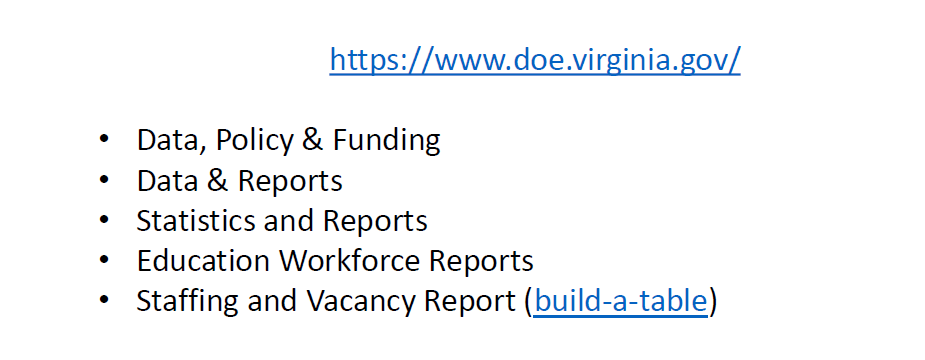 https://www.doe.virginia.gov/
• Data, Policy & Funding
• Data & Reports
• Statistics and Reports
• Education Workforce Reports
• Staffing and Vacancy Report (build-a-table)